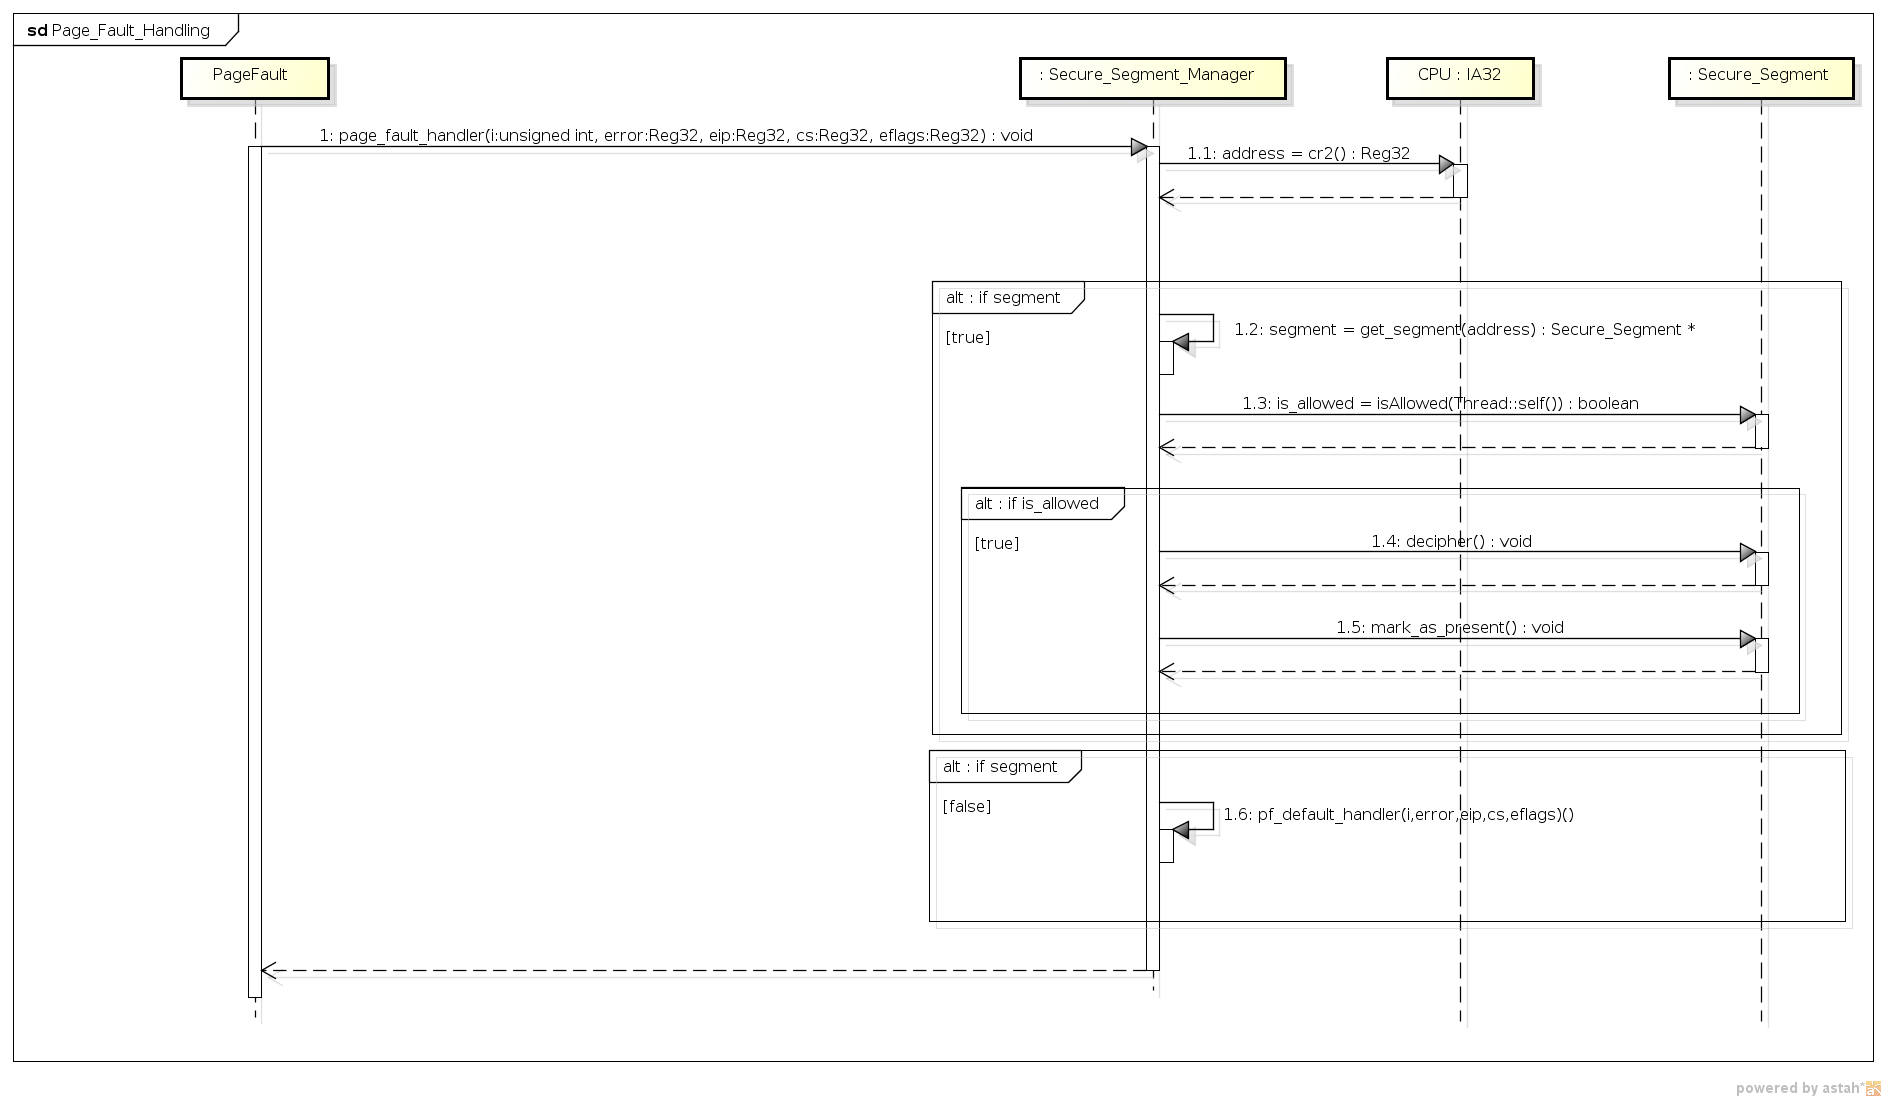 sd Page_Fault_Handling
PageFault
: Secure_Segment_Manager
CPU : IA32
: Secure_Segment
1: page_fault_handler(i:unsigned int, error:Reg32, eip:Reg32, cs:Reg32, eflags:Reg32) : void
1.1: address = cr2() : Reg32
alt : if segment
[true]
1.2: segment = get_segment(address) : Secure_Segment *
1.3: is_allowed = isAllowed(Thread::self()) : boolean
alt : if is_allowed
[true]
1.4: decipher() : void
1.5: mark_as_present() : void
alt : if segment
[false]
1.6: pf_default_handler(i,error,eip,cs,eflags)()
powered by astah*